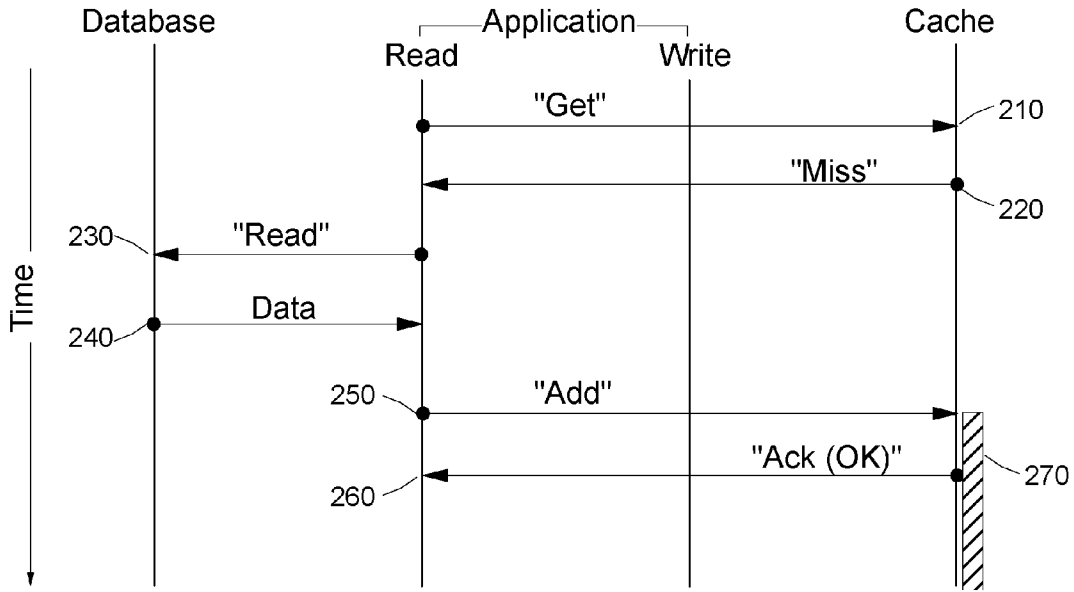 Database
Application
Cache
Read
Write
"Get"
210
"Miss"
220
230
"Read"
Time
Data
240
250
"Add"
"Ack (OK)"
270
260